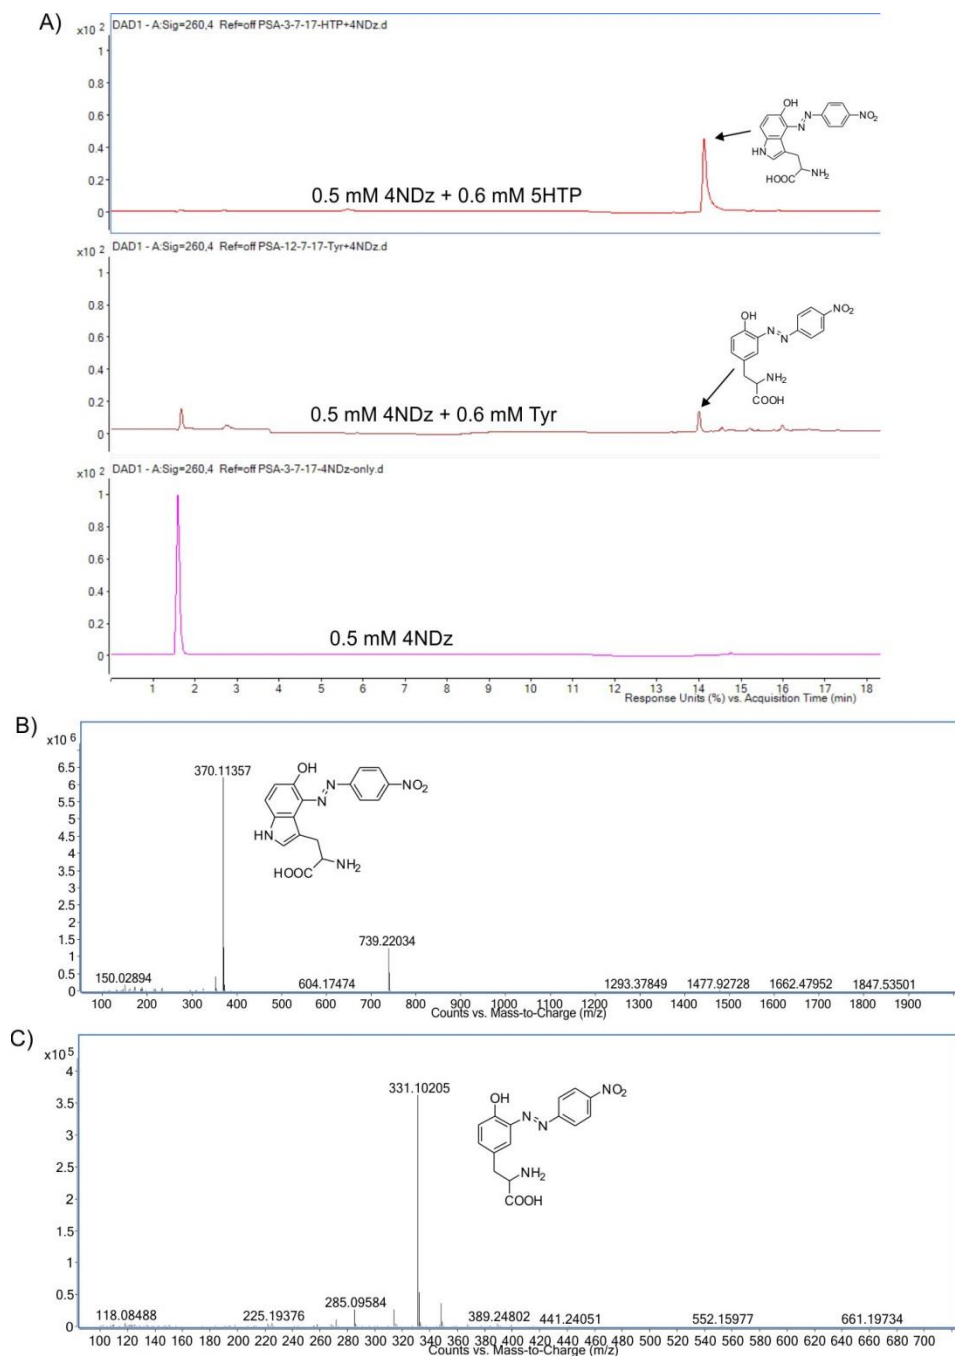 A)
DAD1 - A:Sig=260,4 Ref=off PSA-3-7-17-HTP+4NDz.d
x10 2
1
0.8
0.6
0.4
0.2
0
OH
N
N
NO2
HN
HOOC
NH2
0.5 mM 4NDz + 0.6 mM 5HTP
DAD1 - A:Sig=260,4 Ref=off PSA-12-7-17-Tyr+4NDz.d
x10 2
1
0.8
0.6
0.4
0.2
0
NO2
OH
N
N
NH2
COOH
0.5 mM 4NDz + 0.6 mM Tyr
DAD1 - A:Sig=260,4 Ref=off PSA-3-7-17-4NDz-only.d
x10 2
1
0.8
0.6
0.4
0.2
0
0.5 mM 4NDz
1 2 3 4 5 6 7 8 9 10 11 12 13 14 15 16 17 18
Response Units (%) vs. Acquisition Time (min)
B)
x10 6
6.5
6
5.5
5
4.5
4
3.5
3
2.5
2
1.5
1
0.5
0
370.11357
OH
N
N
NO2
HN
HOOC
NH2
739.22034
150.02894 604.17474 1293.37849 1477.92728 1662.47952 1847.53501
100 200 300 400 500 600 700 800 900 1000 1100 1200 1300 1400 1500 1600 1700 1800 1900
Counts vs. Mass-to-Charge (m/z)
C)
x10 5
4
3.5
3
2.5
2
1.5
1
0.5
0
331.10205
NO2
OH
N
N
NH2
COOH
285.09584
118.08488 225.19376 389.24802 441.24051 552.15977 661.19734
100 120 140 160 180 200 220 240 260 280 300 320 340 360 380 400 420 440 460 480 500 520 540 560 580 600 620 640 660 680 700
Counts vs. Mass-to-Charge (m/z)